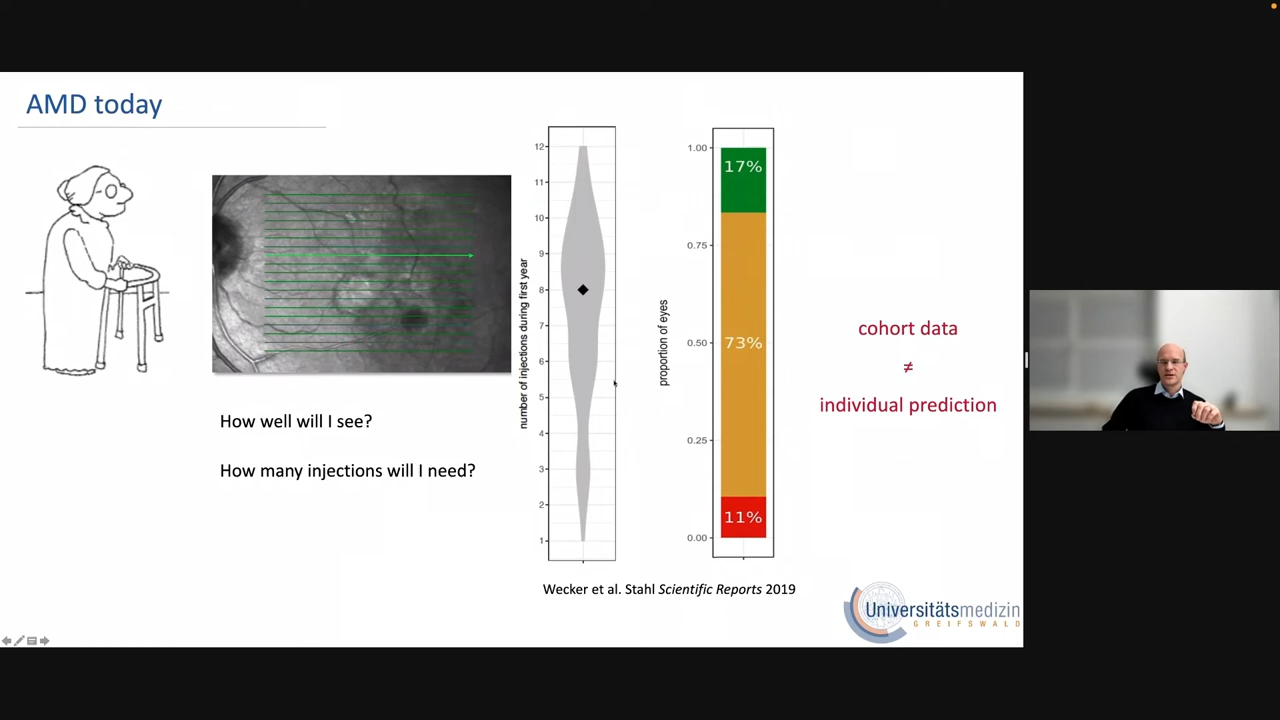 AMD today
How well will I see?
How many injections will I need?
number of injections during first year
12
11
10
9
8
7
6
5
4
3
2
1
proportion of eyes
1.00
0.75
0.50
0.25
0.00
17%
73%
11%
Wecker et al. Stahl Scientific Reports 2019
cohort data
≠
individual prediction
Universitätsmedizin
GREIFSWALD